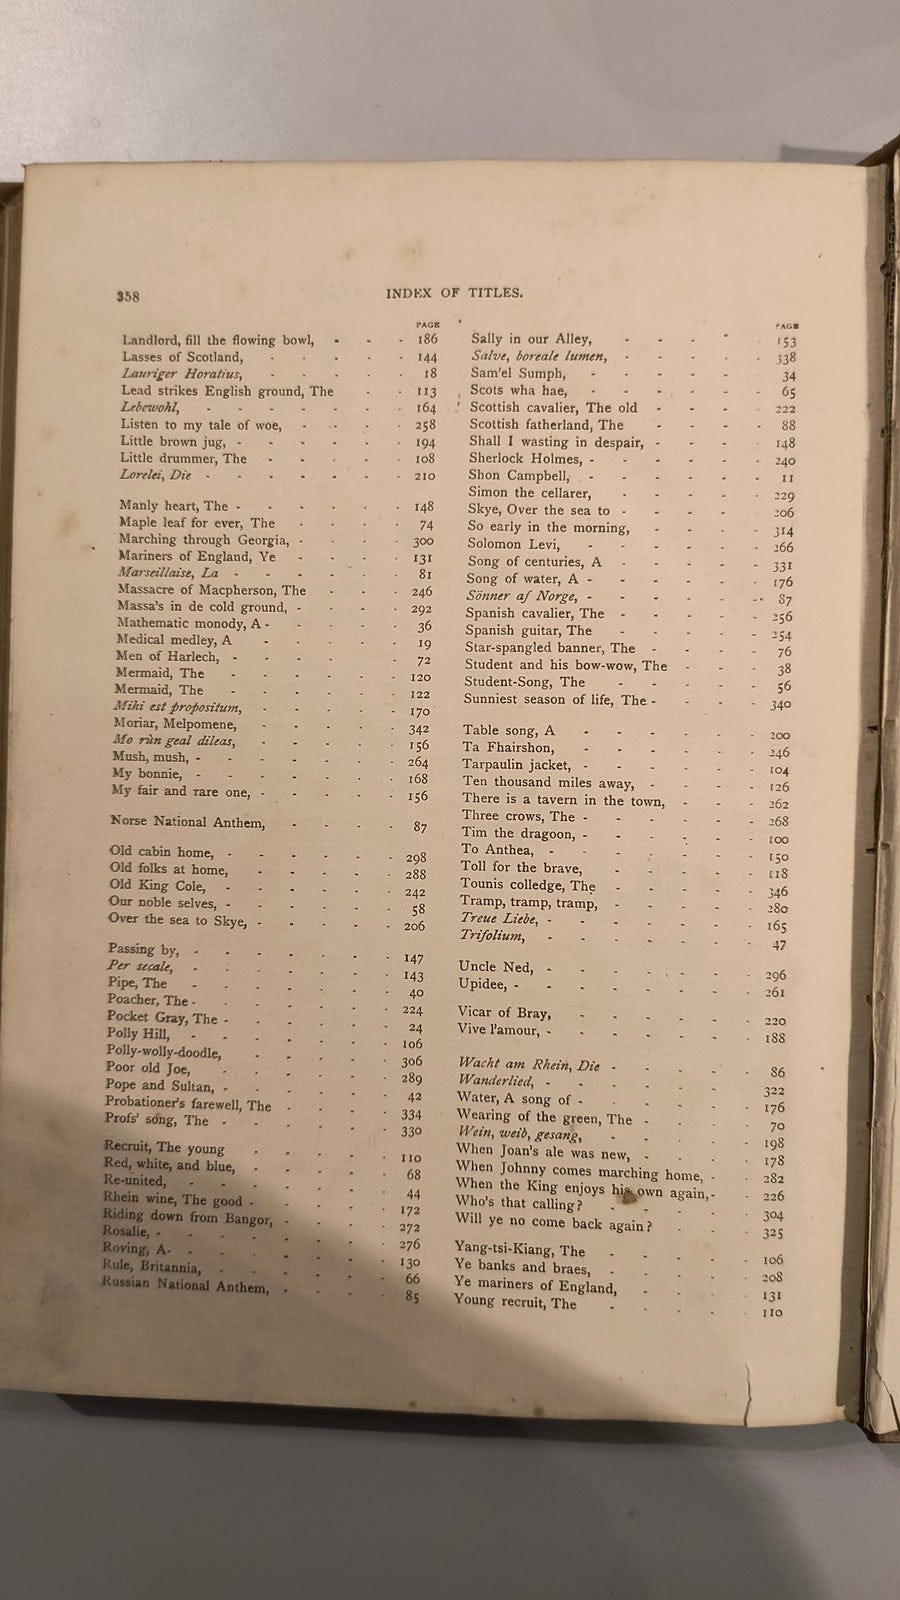 358
INDEX OF TITLES.
PAGE
Landlord, fill the flowing bowl, - - - 186
Lasses of Scotland, - - - - - 144
Lauriger Horatius, - - - - - 18
Lead strikes English ground, The - - 113
Lebewohl, - - - - - - - 164
Listen to my tale of woe, - - - - 258
Little brown jug, - - - - - - 194
Little drummer, The - - - - - 108
Lorelei, Die - - - - - - - 210
Manly heart, The - - - - - - 148
Maple leaf for ever, The - - - - 74
Marching through Georgia, - - - - 300
Mariners of England, Ye - - - - 131
Marseillaise, La - - - - - - 81
Massacre of Macpherson, The - - - 246
Massa's in de cold ground, - - - - 292
Mathematic monody, A - - - - - 36
Medical medley, A - - - - - 19
Men of Harlech, - - - - - - 72
Mermaid, The - - - - - - 120
Mermaid, The - - - - - - 122
Mihi est propositum, - - - - - 170
Moriar, Melpomene, - - - - - 342
Mo rùn geal dileas, - - - - - 156
Mush, mush, - - - - - - - 264
My bonnie, - - - - - - - 168
My fair and rare one, - - - - - 156
Norse National Anthem, - - - - 87
Old cabin home, - - - - - - 298
Old folks at home, - - - - - 288
Old King Cole, - - - - - - 242
Our noble selves, - - - - - - 58
Over the sea to Skye, - - - - - 206
Passing by, - - - - - - - 147
Per secale, - - - - - - - 143
Pipe, The - - - - - - - 40
Poacher, The - - - - - - - 224
Pocket Gray, The - - - - - - 24
Polly Hill, - - - - - - - 106
Polly-wolly-doodle, - - - - - 306
Poor old Joe, - - - - - - 289
Pope and Sultan, - - - - - - 42
Probationer's farewell, The - - - - 334
Profs' song, The - - - - - - 330
Recruit, The young - - - - - 110
Red, white, and blue, - - - - - 68
Re-united, - - - - - - - 44
Rhein wine, The good - - - - - 172
Riding down from Bangor, - - - - 272
Rosalie, - - - - - - - - 276
Roving, A - - - - - - - - 130
Rule, Britannia, - - - - - - 66
Russian National Anthem, - - - - 85
PAGE
Sally in our Alley, - - - - - 153
Salve, boreale lumen, - - - - - 338
Sam'el Sumph, - - - - - - 34
Scots wha hae, - - - - - - 65
Scottish cavalier, The old - - - - 222
Scottish fatherland, The - - - - 88
Shall I wasting in despair, - - - - 148
Sherlock Holmes, - - - - - - 240
Shon Campbell, - - - - - - 11
Simon the cellarer, - - - - - 229
Skye, Over the sea to - - - - - 206
So early in the morning, - - - - 314
Solomon Levi, - - - - - - 266
Song of centuries, A - - - - - 331
Song of water, A - - - - - - 176
Sönner af Norge, - - - - - - 87
Spanish cavalier, The - - - - - 256
Spanish guitar, The - - - - - 254
Star-spangled banner, The - - - - 76
Student and his bow-wow, The - - - 38
Student-Song, The - - - - - 56
Sunniest season of life, The - - - - 340
Table song, A - - - - - - 200
Ta Fhairshon, - - - - - - 246
Tarpaulin jacket, - - - - - - 104
Ten thousand miles away, - - - - 126
There is a tavern in the town, - - - 262
Three crows, The - - - - - - 268
Tim the dragoon, - - - - - - 100
To Anthea, - - - - - - - 150
Toll for the brave, - - - - - 118
Tounis colledge, The - - - - - 346
Tramp, tramp, tramp, - - - - - 280
Treue Liebe, - - - - - - - 165
Trifolium, - - - - - - - 47
Uncle Ned, - - - - - - - 296
Upidee, - - - - - - - - 261
Vicar of Bray, - - - - - - 220
Vive l'amour, - - - - - - - 188
Wacht am Rhein, Die - - - - - 86
Wanderlied, - - - - - - - 322
Water, A song of - - - - - - 176
Wearing of the green, The - - - - 70
Wein, weib, gesang, - - - - - 198
When Joan's ale was new, - - - - 178
When Johnny comes marching home, - - 282
When the King enjoys his own again, - - 226
Who's that calling? - - - - - 304
Will ye no come back again? - - - 325
Yang-tsi-Kiang, The - - - - - 106
Ye banks and braes, - - - - - 208
Ye mariners of England, - - - - 131
Young recruit, The - - - - - 110